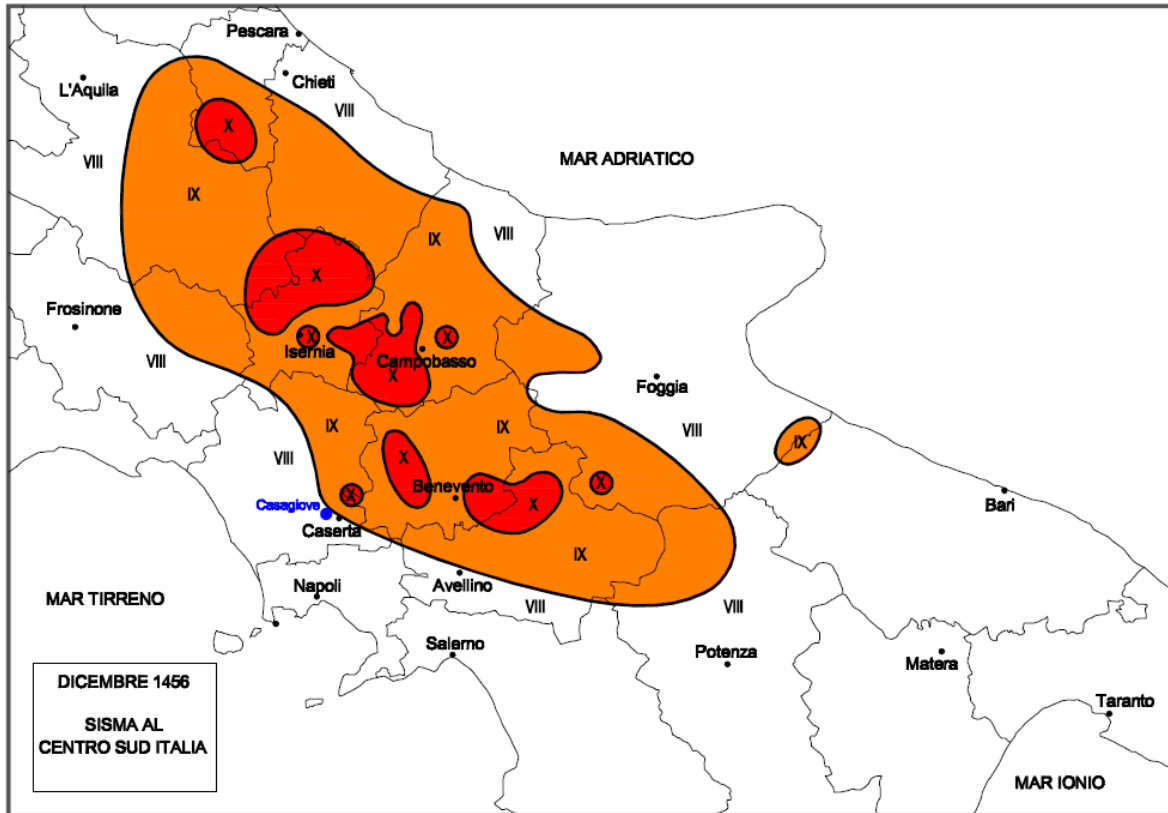 Pescara
Chieti
L'Aquila
VIII
X
VIII
MAR ADRIATICO
IX
IX
VIII
X
Frosinone
X
X
Isernia
Campobasso
VIII
X
Foggia
IX
IX
VIII
IX
VIII
X
X
Benevento
X
X
Casagiove
Caserta
Bari
IX
Avellino
Napoli
MAR TIRRENO
VIII
VIII
Salerno
Potenza
Matera
DICEMBRE 1456
SISMA AL
CENTRO SUD ITALIA
Taranto
MAR IONIO